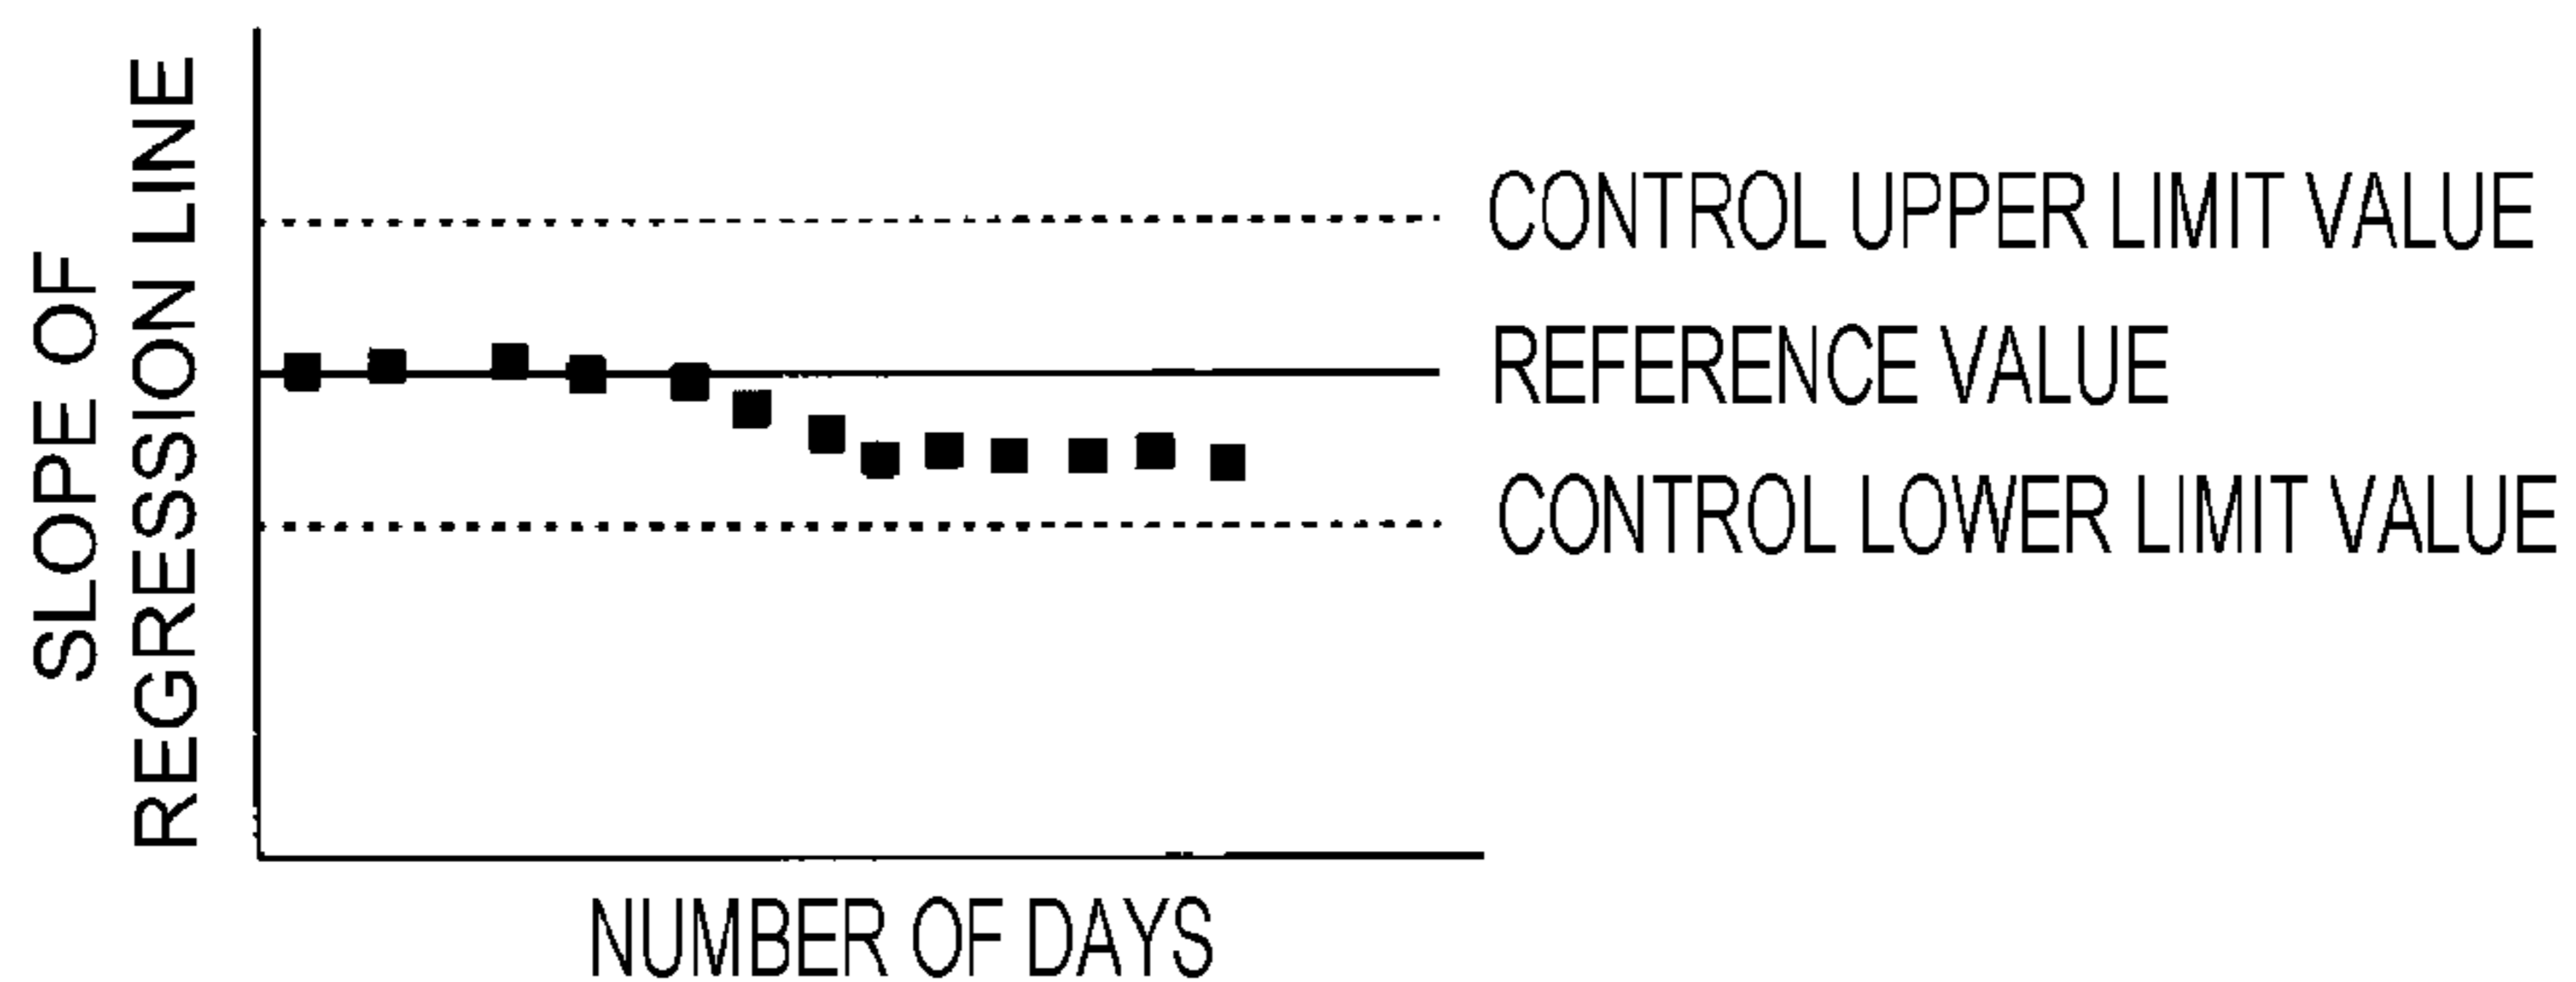 SLOPE OF
REGRESSION LINE
CONTROL UPPER LIMIT VALUE
REFERENCE VALUE
CONTROL LOWER LIMIT VALUE
NUMBER OF DAYS